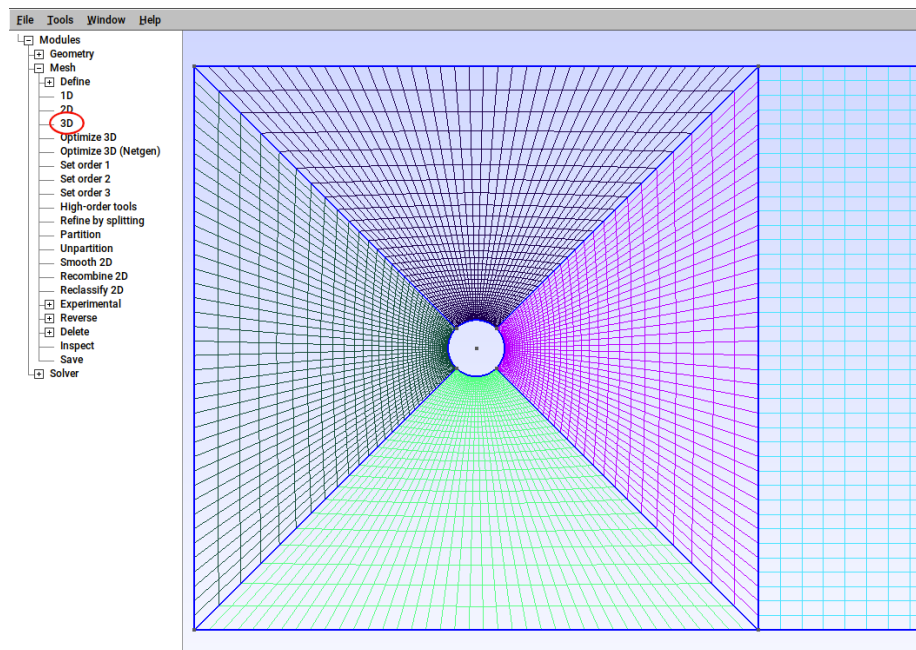 File Tools Window Help
Modules
Geometry
Mesh
Define
1D
2D
3D
Optimize 3D
Optimize 3D (Netgen)
Set order 1
Set order 2
Set order 3
High-order tools
Refine by splitting
Partition
Unpartition
Smooth 2D
Recombine 2D
Reclassify 2D
Experimental
Reverse
Delete
Inspect
Save
Solver